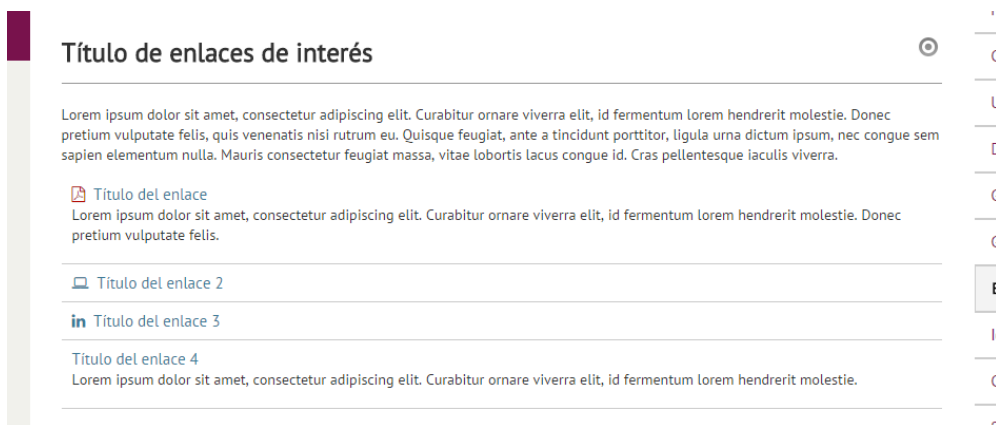 Título de enlaces de interés
Lorem ipsum dolor sit amet, consectetur adipiscing elit. Curabitur ornare viverra elit, id fermentum lorem hendrerit molestie. Donec
pretium vulputate felis, quis venenatis nisi rutrum eu. Quisque feugiat, ante a tincidunt porttitor, ligula urna dictum ipsum, nec congue sem
sapien elementum nulla. Mauris consectetur feugiat massa, vitae lobortis lacus congue id. Cras pellentesque iaculis viverra.
Título del enlace
Lorem ipsum dolor sit amet, consectetur adipiscing elit. Curabitur ornare viverra elit, id fermentum lorem hendrerit molestie. Donec
pretium vulputate felis.
Título del enlace 2
in Título del enlace 3
Título del enlace 4
Lorem ipsum dolor sit amet, consectetur adipiscing elit. Curabitur ornare viverra elit, id fermentum lorem hendrerit molestie.